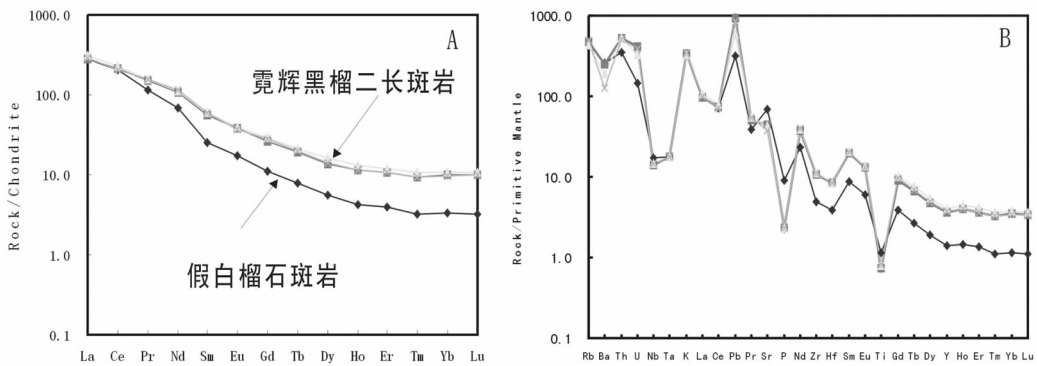 1000.0
100.0
10.0
1.0
0.1
Rock/Chondrite
A
霓辉黑榴二长斑岩
假白榴石斑岩
La Ce Pr Nd Sm Eu Gd Tb Dy Ho Er Tm Yb Lu
1000.0
100.0
10.0
1.0
0.1
Rock/Primitive Mantle
B
Rb Ba Th U Nb Ta K La Ce Pb Pr Sr P Nd Zr Hf Sm Eu Ti Gd Tb Dy Y Ho Er Tm Yb Lu